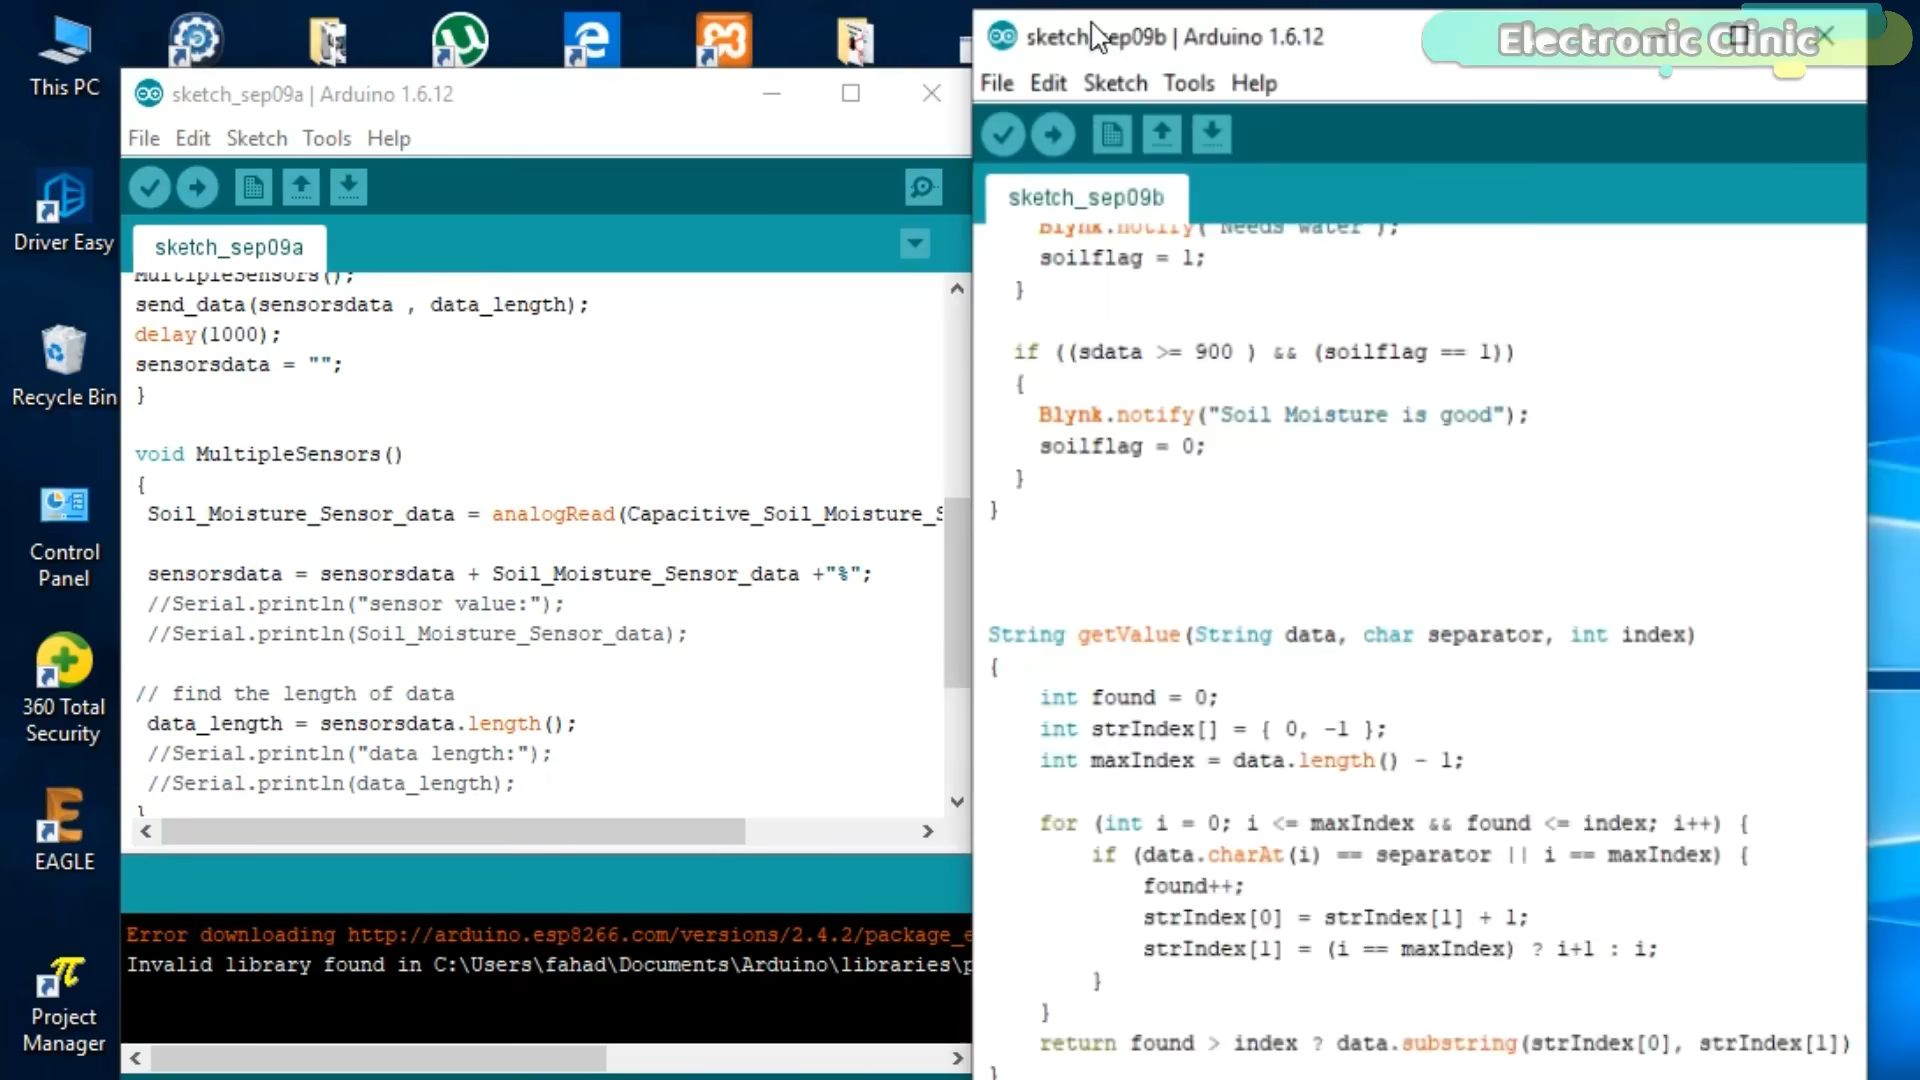 This PC
Driver Easy
Recycle Bin
Control
Panel
360 Total
Security
EAGLE
Project
Manager
sketch_sep09a | Arduino 1.6.12
File Edit Sketch Tools Help
sketch_sep09a
MultipleSensors();
send_data(sensorsdata , data_length);
delay(1000);
sensorsdata = "";
}
void MultipleSensors()
{
Soil_Moisture_Sensor_data = analogRead(Capacitive_Soil_Moisture_S
sensorsdata = sensorsdata + Soil_Moisture_Sensor_data +"%";
//Serial.println("sensor value:");
//Serial.println(Soil_Moisture_Sensor_data);
// find the length of data
data_length = sensorsdata.length();
//Serial.println("data length:");
//Serial.println(data_length);
}
Error downloading http://arduino.esp8266.com/versions/2.4.2/package_e
Invalid library found in C:\Users\fahad\Documents\Arduino\libraries\p
sketch_sep09b | Arduino 1.6.12
Electronic Clinic
File Edit Sketch Tools Help
sketch_sep09b
Blynk.notify("Needs water");
soilflag = 1;
}
if ((sdata >= 900 ) && (soilflag == 1))
{
Blynk.notify("Soil Moisture is good");
soilflag = 0;
}
}
String getValue(String data, char separator, int index)
{
int found = 0;
int strIndex[] = { 0, -1 };
int maxIndex = data.length() - 1;
for (int i = 0; i <= maxIndex && found <= index; i++) {
if (data.charAt(i) == separator || i == maxIndex) {
found++;
strIndex[0] = strIndex[1] + 1;
strIndex[1] = (i == maxIndex) ? i+1 : i;
}
}
return found > index ? data.substring(strIndex[0], strIndex[1])
}